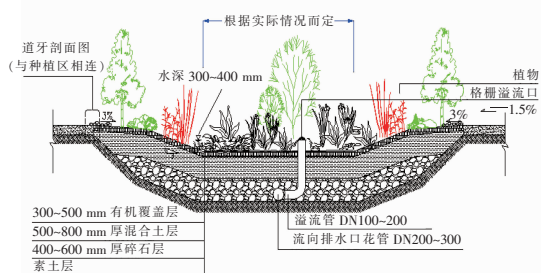 根据实际情况而定
道牙剖面图
(与种植区相连)
水深 300~400 mm
植物
格栅溢流口
3%
3%
1.5%
300~500 mm 有机覆盖层
500~800 mm 厚混合土层
400~600 mm 厚碎石层
素土层
溢流管 DN100~200
流向排水口花管 DN200~300